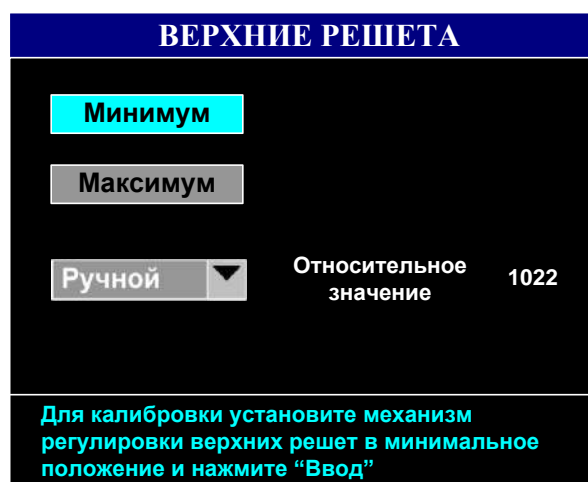 ВЕРХНИЕ РЕШЕТА
Минимум
Максимум
Ручной
Относительное
значение
1022
Для калибровки установите механизм
регулировки верхних решет в минимальное
положение и нажмите “Ввод”